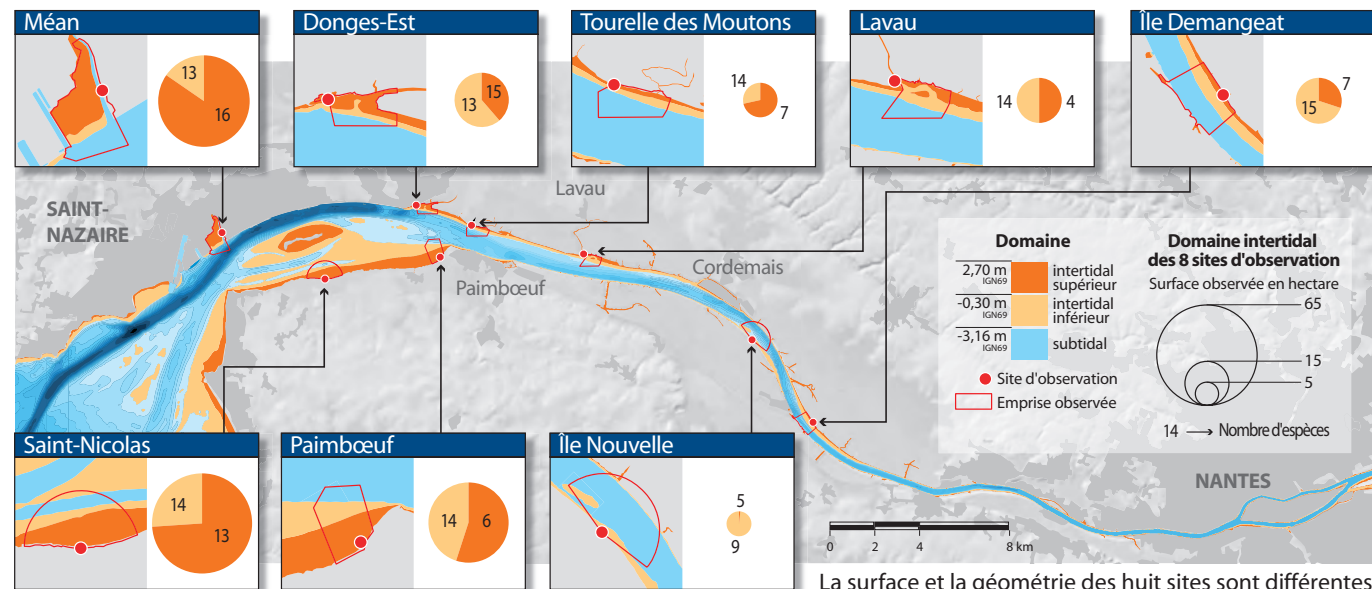 Méan
13
16
Donges-Est
15
13
Tourelle des Moutons
14
7
Lavau
14
4
Île Demangeat
7
15
SAINT-
NAZAIRE
Lavau
Cordemais
Paimbœuf
NANTES
Domaine
2,70 m
IGN69
intertidal
supérieur
-0,30 m
IGN69
intertidal
inférieur
-3,16 m
IGN69
subtidal
Site d'observation
Emprise observée
Domaine intertidal
des 8 sites d'observation
Surface observée en hectare
65
15
5
14 → Nombre d'espèces
Saint-Nicolas
14
13
Paimbœuf
14
6
Île Nouvelle
5
9
0 2 4 8 km
La surface et la géométrie des huit sites sont différentes